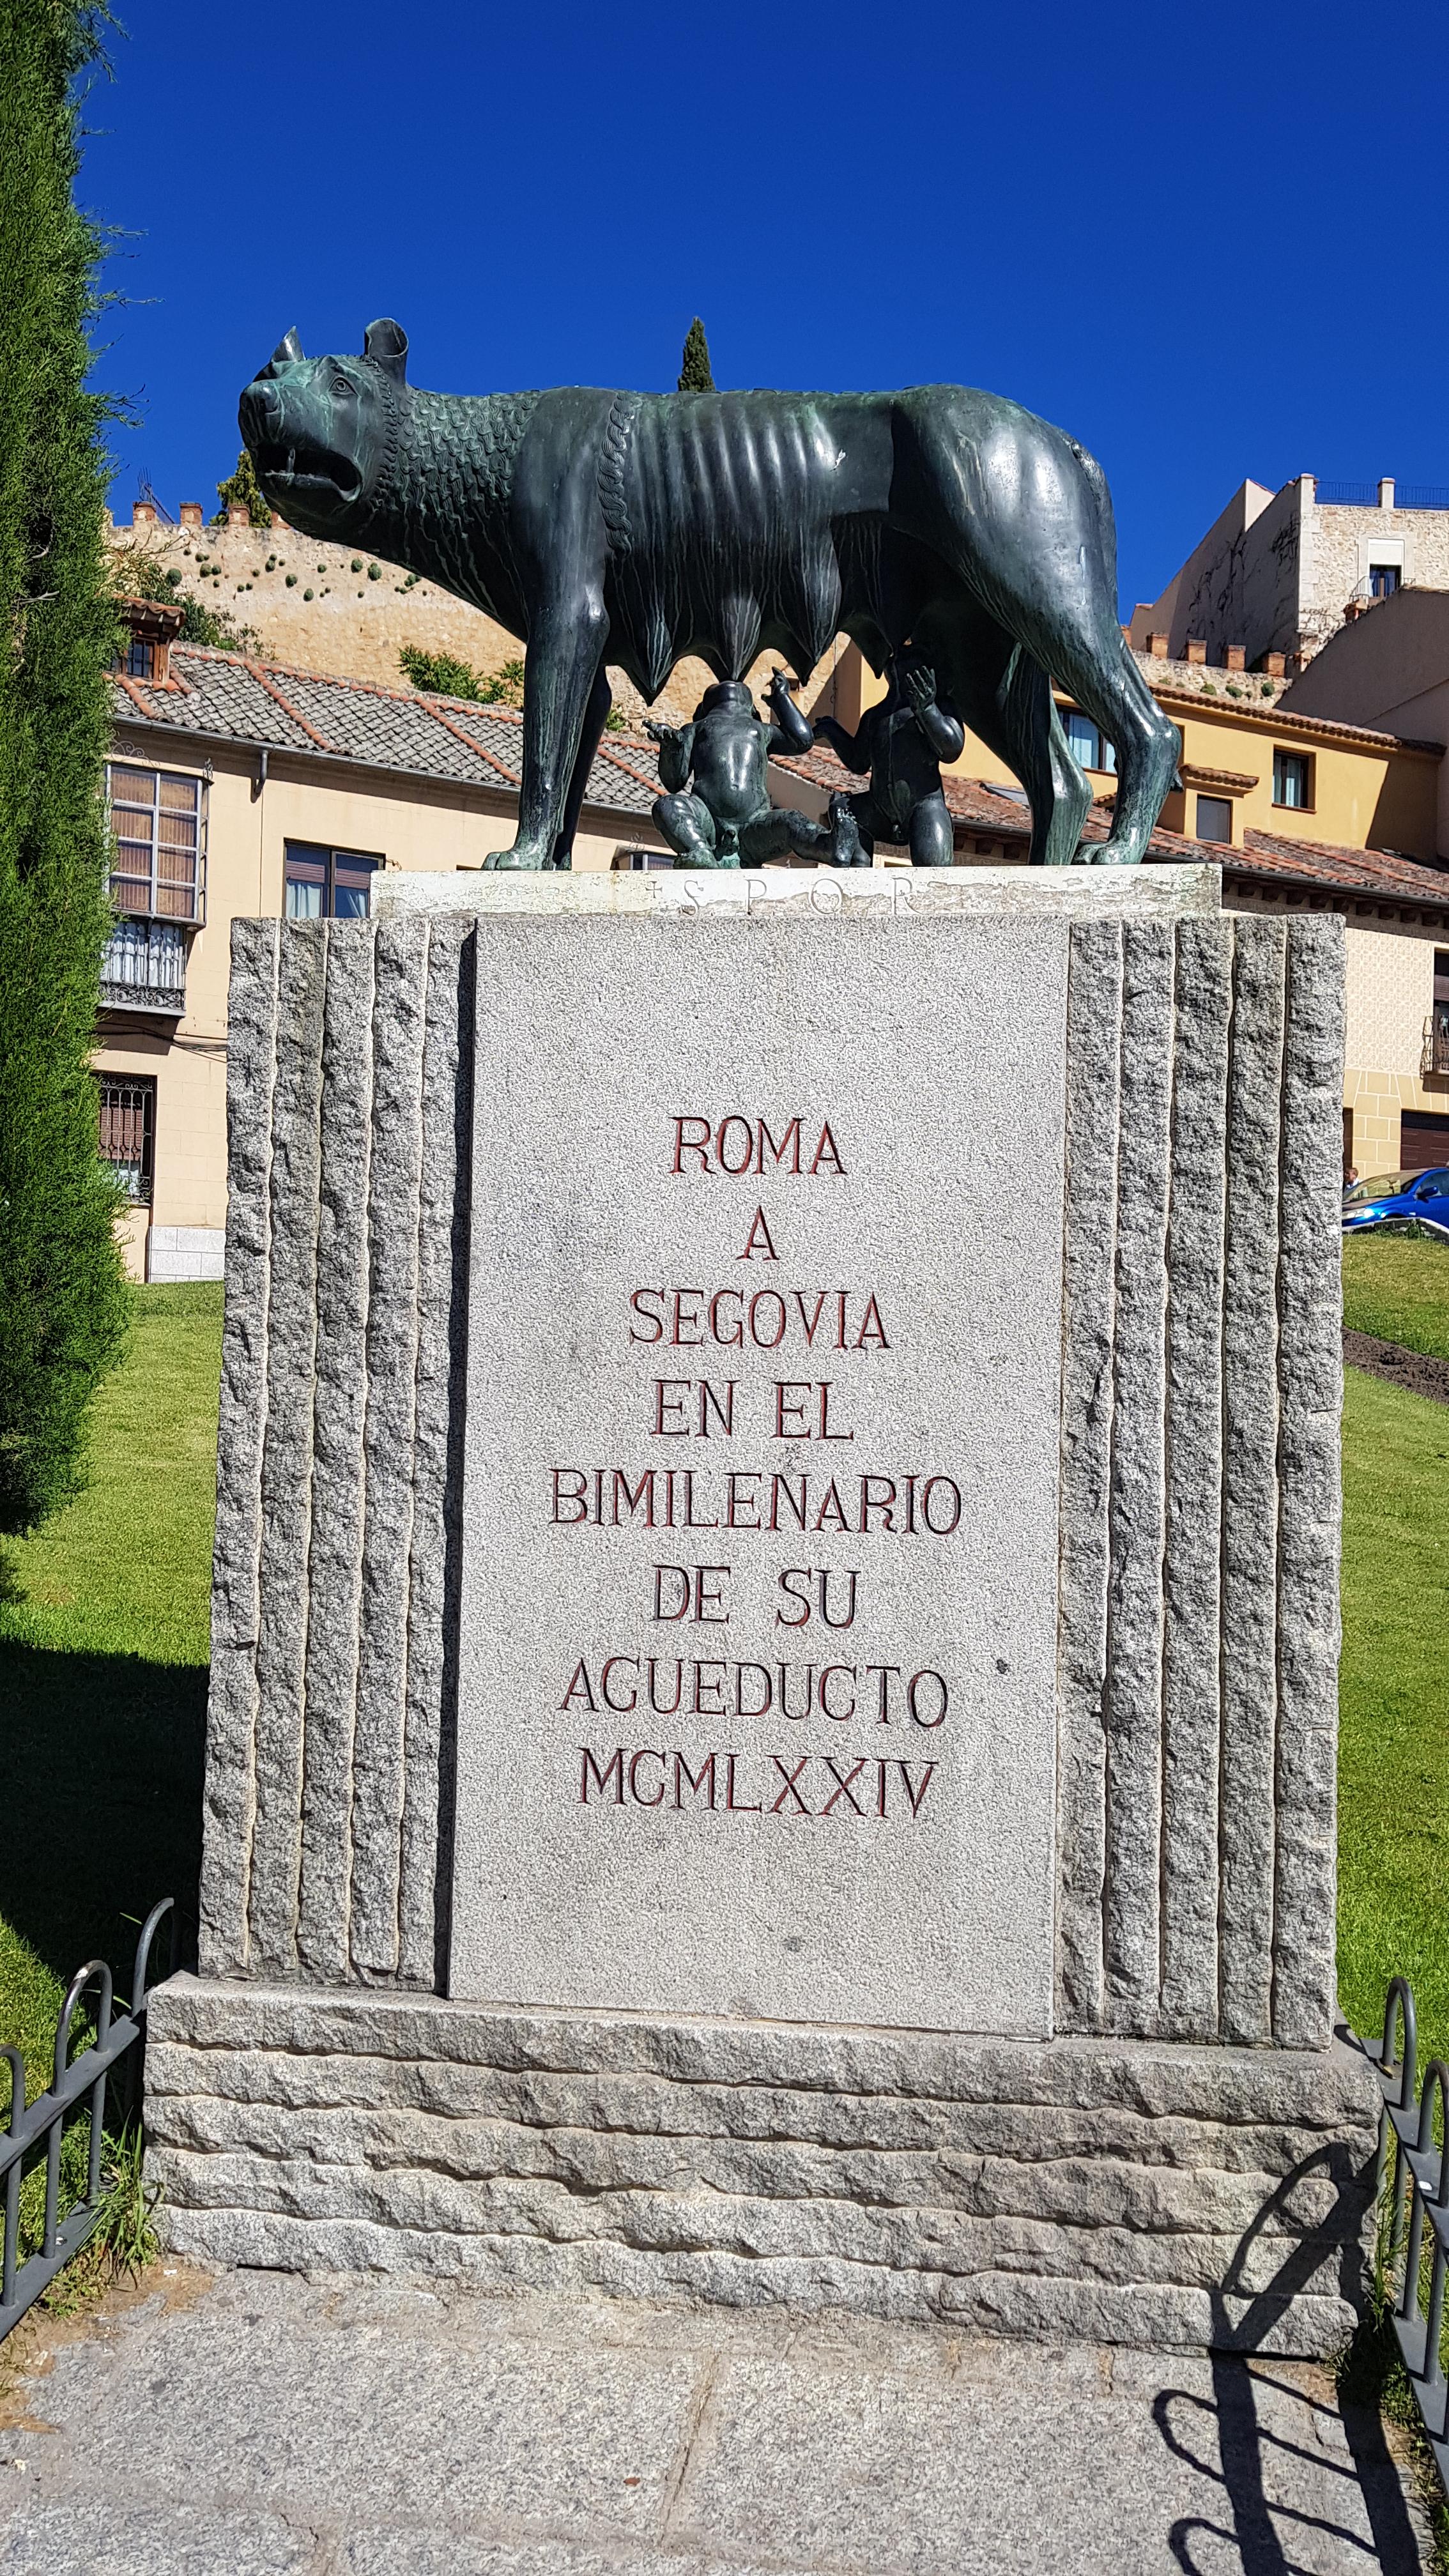 + S P Q R
ROMA
A
SEGOVIA
EN EL
BIMILENARIO
DE SU
ACUEDUCTO
MCMLXXIV